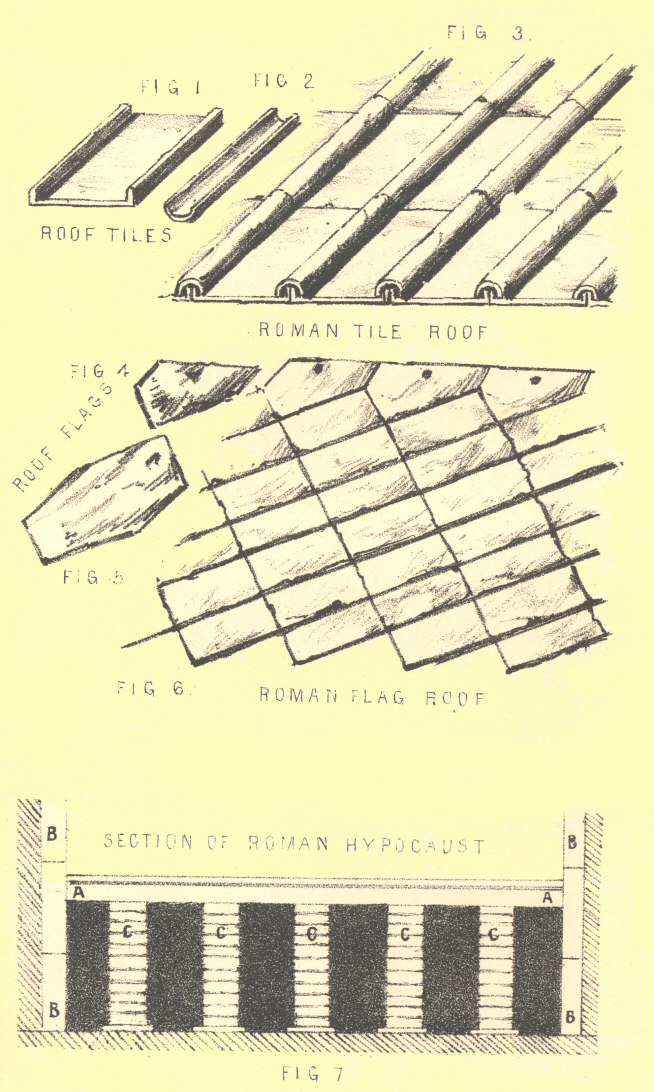 FIG 3.
FIG 1
FIG 2
ROOF TILES
ROMAN TILE ROOF
FIG 4
ROOF FLAGS
FIG 5
FIG 6.
ROMAN FLAG ROOF
B
B
SECTION OF ROMAN HYPOCAUST
A
A
C C C C C
B
B
FIG 7